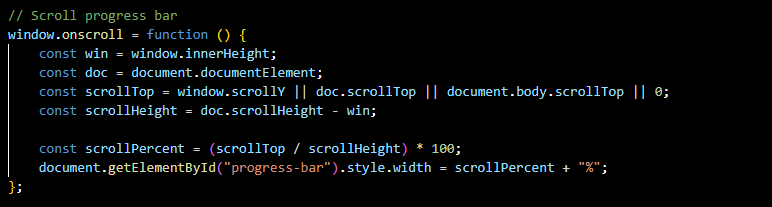 // Scroll progress bar
window.onscroll = function () {
    const win = window.innerHeight;
    const doc = document.documentElement;
    const scrollTop = window.scrollY || doc.scrollTop || document.body.scrollTop || 0;
    const scrollHeight = doc.scrollHeight - win;

    const scrollPercent = (scrollTop / scrollHeight) * 100;
    document.getElementById("progress-bar").style.width = scrollPercent + "%";
};